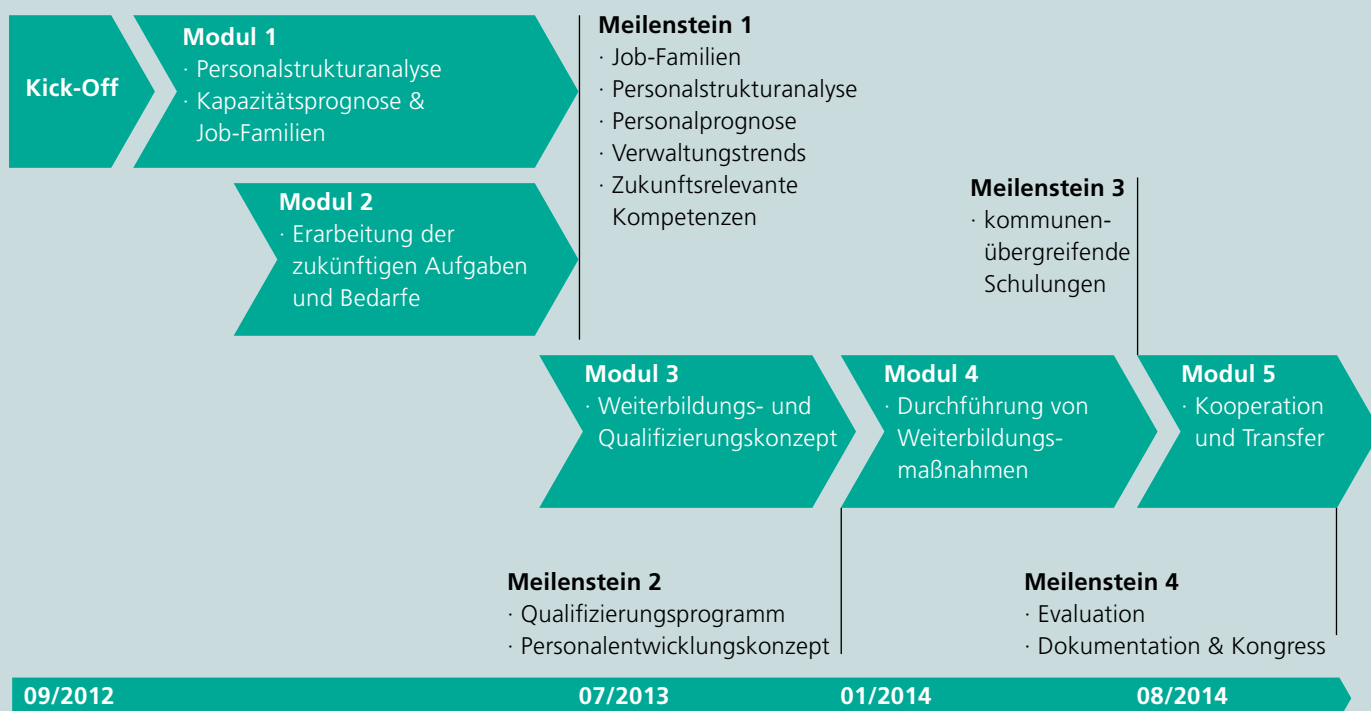 Kick-Off
Modul 1
· Personalstrukturanalyse
· Kapazitätsprognose &
Job-Familien
Modul 2
· Erarbeitung der
zukünftigen Aufgaben
und Bedarfe
Meilenstein 1
· Job-Familien
· Personalstrukturanalyse
· Personalprognose
· Verwaltungstrends
· Zukunftsrelevante
Kompetenzen
Meilenstein 3
· kommunen-
übergreifende
Schulungen
Modul 3
· Weiterbildungs- und
Qualifizierungskonzept
Modul 4
· Durchführung von
Weiterbildungs-
maßnahmen
Modul 5
· Kooperation
und Transfer
Meilenstein 2
· Qualifizierungsprogramm
· Personalentwicklungskonzept
Meilenstein 4
· Evaluation
· Dokumentation & Kongress
09/2012
07/2013
01/2014
08/2014